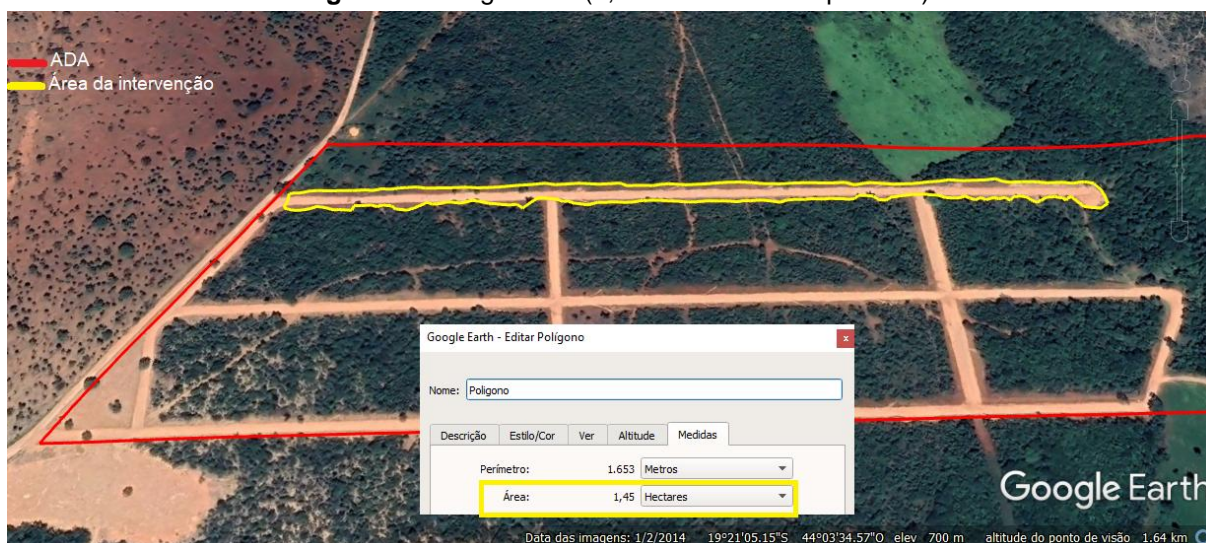 ADA
Área da intervenção
Google Earth - Editar Polígono
x
Nome: Poligono
Descrição Estilo/Cor Ver Altitude Medidas
Perímetro: 1.653 Metros
Área: 1,45 Hectares
Google Earth
Data das imagens: 1/2/2014 19°21'05.15"S 44°03'34.57"O elev 700 m altitude do ponto de visão 1.64 km